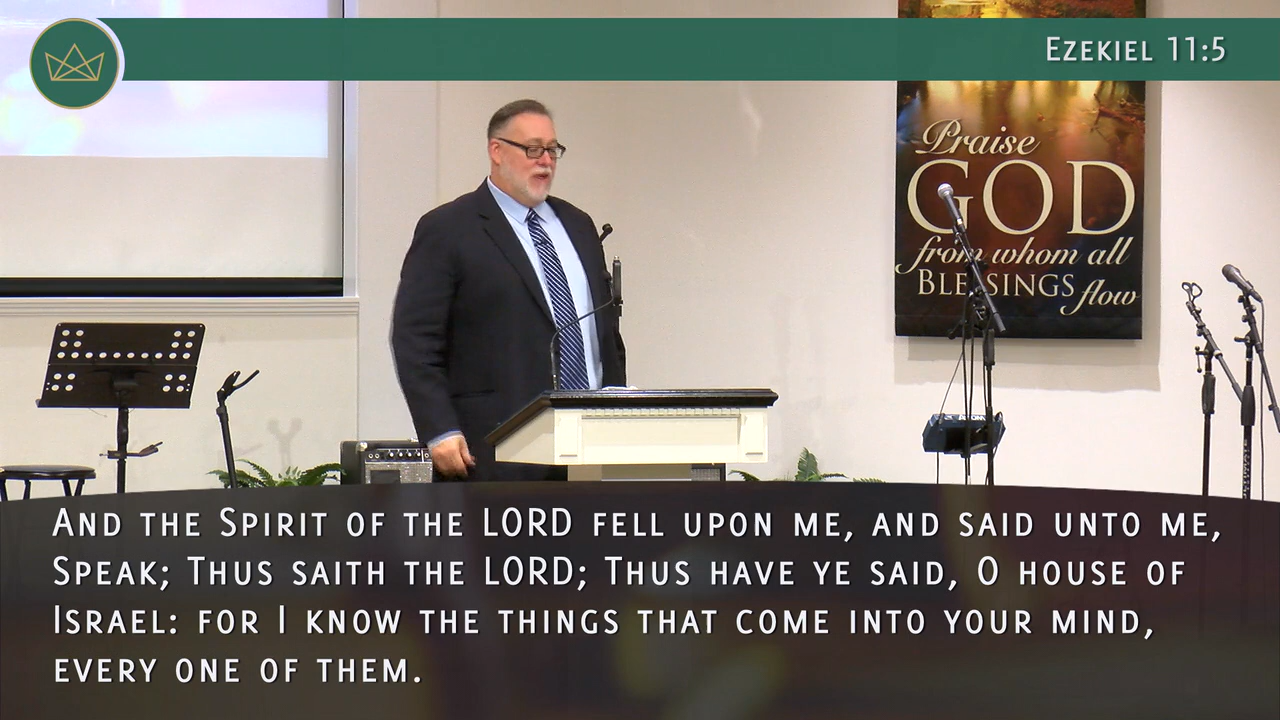 Ezekiel 11:5
Praise
GOD
from whom all
Blessings flow
And the Spirit of the LORD fell upon me, and said unto me,
Speak; Thus saith the LORD; Thus have ye said, O house of
Israel: for I know the things that come into your mind,
every one of them.